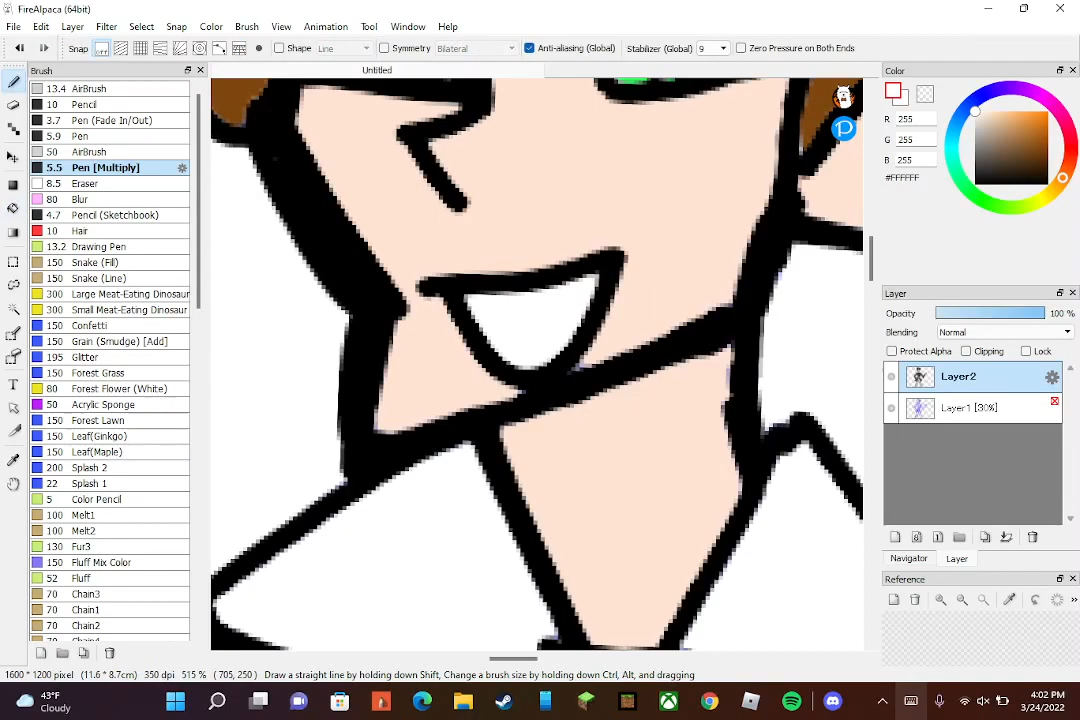 FireAlpaca (64bit)
File Edit Layer Filter Select Snap Color Brush View Animation Tool Window Help
Snap off Shape Line Symmetry Bilateral Anti-aliasing (Global) Stabilizer (Global) 9 Zero Pressure on Both Ends
Brush
Untitled
Color
13.4 AirBrush
10 Pencil
3.7 Pen (Fade In/Out)
5.9 Pen
50 AirBrush
5.5 Pen [Multiply]
8.5 Eraser
80 Blur
4.7 Pencil (Sketchbook)
10 Hair
13.2 Drawing Pen
150 Snake (Fill)
150 Snake (Line)
300 Large Meat-Eating Dinosaur
300 Small Meat-Eating Dinosaur
150 Confetti
150 Grain (Smudge) [Add]
195 Glitter
150 Forest Grass
80 Forest Flower (White)
50 Acrylic Sponge
150 Forest Lawn
150 Leaf(Ginkgo)
150 Leaf(Maple)
200 Splash 2
22 Splash 1
5 Color Pencil
100 Melt1
100 Melt2
130 Fur3
150 Fluff Mix Color
52 Fluff
70 Chain3
70 Chain1
70 Chain2
70 Chain4
R 255
G 255
B 255
#FFFFFF
Layer
Opacity 100 %
Blending Normal
Protect Alpha Clipping Lock
Layer2
Layer1 [30%]
Navigator Layer
Reference
1600 * 1200 pixel (11.6 * 8.7cm) 350 dpi 515 % ( 705, 250) Draw a straight line by holding down Shift, Change a brush size by holding down Ctrl, Alt, and dragging
43°F
Cloudy
4:02 PM
3/24/2022